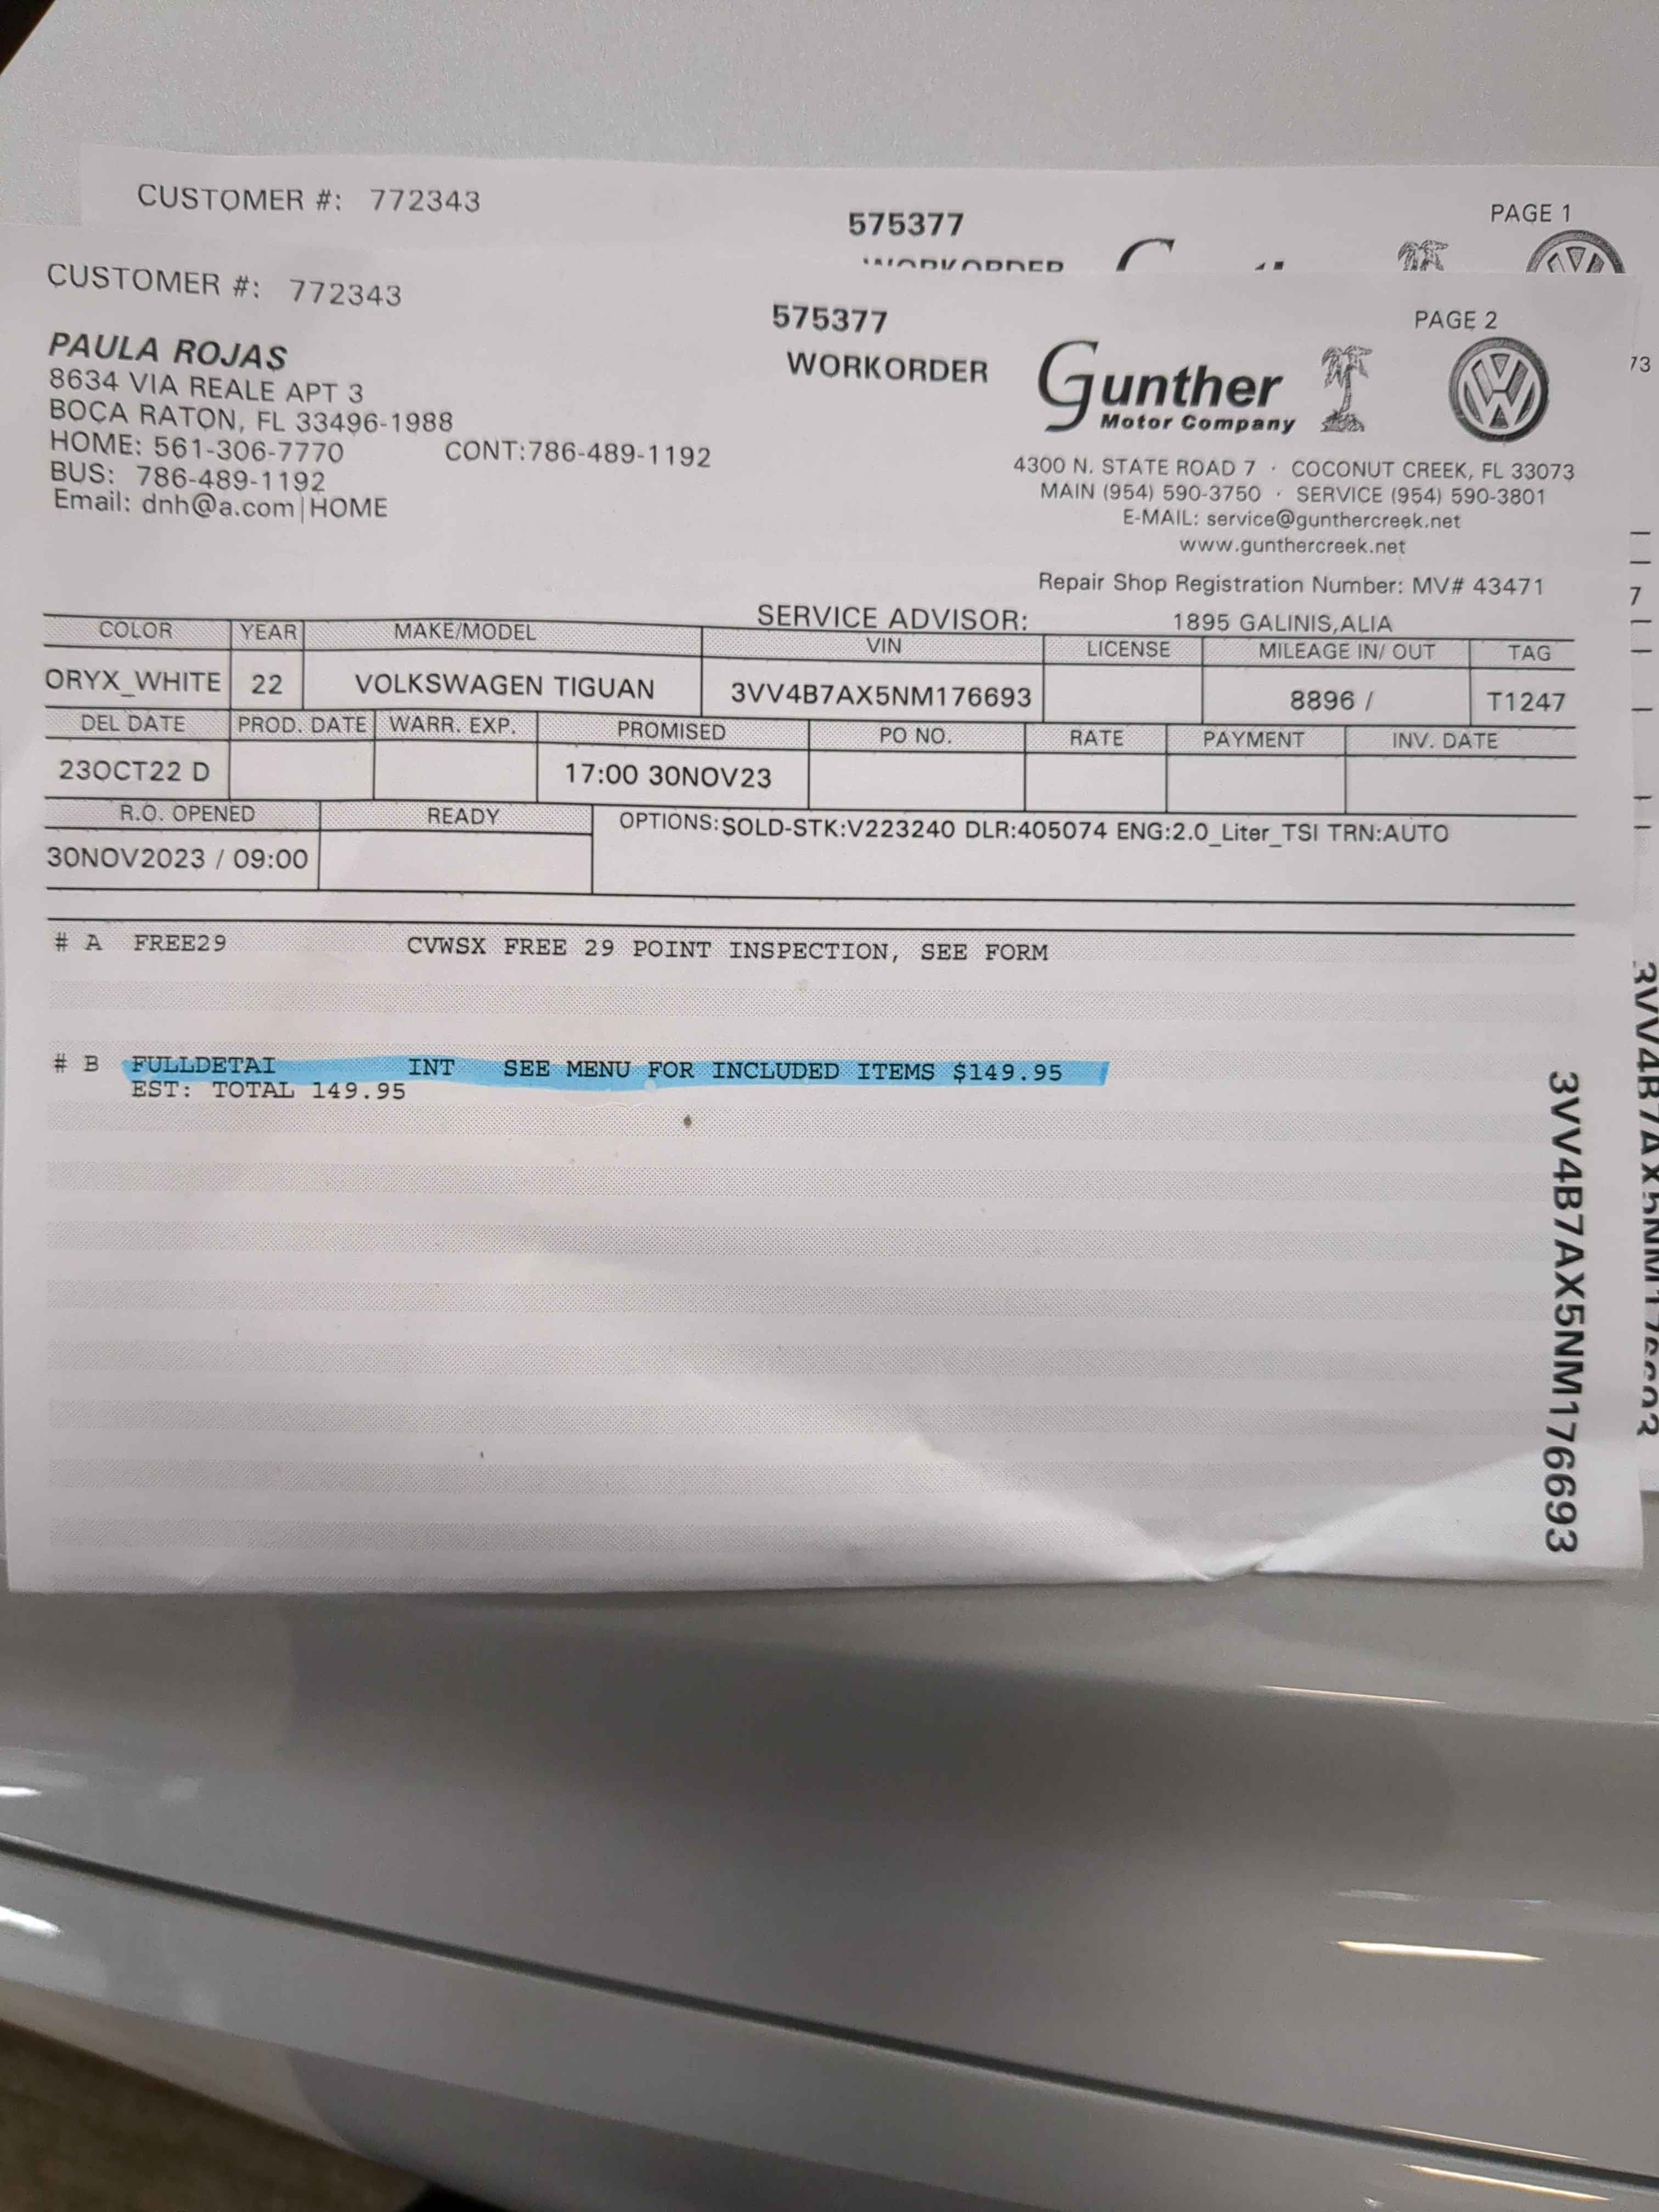 CUSTOMER #: 772343
575377
PAGE 1
WORKORDER
CUSTOMER #: 772343
575377
WORKORDER
PAGE 2
Gunther
Motor Company
73
PAULA ROJAS
8634 VIA REALE APT 3
BOCA RATON, FL 33496-1988
HOME: 561-306-7770 CONT:786-489-1192
BUS: 786-489-1192
Email: dnh@a.com|HOME
4300 N. STATE ROAD 7 · COCONUT CREEK, FL 33073
MAIN (954) 590-3750 · SERVICE (954) 590-3801
E-MAIL: service@gunthercreek.net
www.gunthercreek.net
Repair Shop Registration Number: MV# 43471
7
SERVICE ADVISOR: 1895 GALINIS,ALIA
COLOR YEAR MAKE/MODEL VIN LICENSE MILEAGE IN/ OUT TAG
ORYX_WHITE 22 VOLKSWAGEN TIGUAN 3VV4B7AX5NM176693 8896 / T1247
DEL DATE PROD. DATE WARR. EXP. PROMISED PO NO. RATE PAYMENT INV. DATE
23OCT22 D 17:00 30NOV23
R.O. OPENED READY OPTIONS:SOLD-STK:V223240 DLR:405074 ENG:2.0_Liter_TSI TRN:AUTO
30NOV2023 / 09:00
# A FREE29 CVWSX FREE 29 POINT INSPECTION, SEE FORM
# B FULLDETAI INT SEE MENU FOR INCLUDED ITEMS $149.95
EST: TOTAL 149.95
3VV4B7AX5NM176693
3VV4B7AX5NM176693